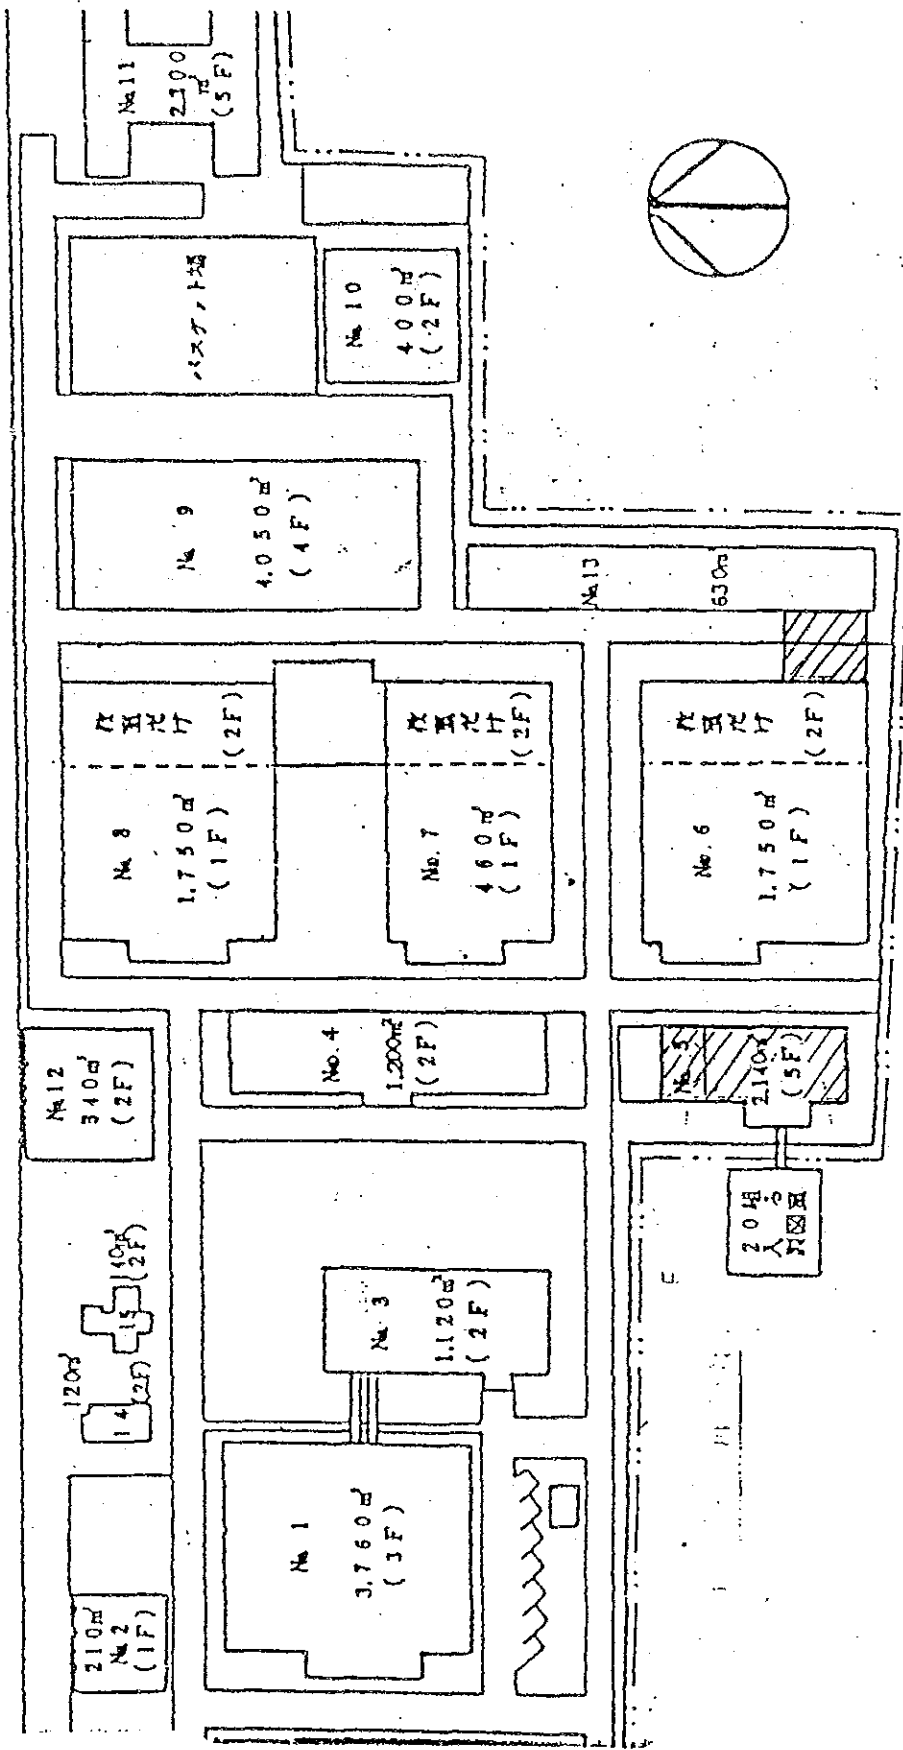 No.11
2300
㎡
(5F)
バスケット場
No.10
400㎡
(2F)
No.9
4.050㎡
(4F)
No.13
630㎡
No.8
1.750㎡
(1F)
(2F)
No.7
460㎡
(1F)
(2F)
No.6
1.750㎡
(1F)
(2F)
No.12
340㎡
(2F)
No.4
1.200㎡
(2F)
No.5
2.140㎡
(5F)
140㎡
(2F)
15
120㎡
14
(2F)
No.3
1.120㎡
(2F)
No.1
3.760㎡
(3F)
210㎡
No.2
(1F)